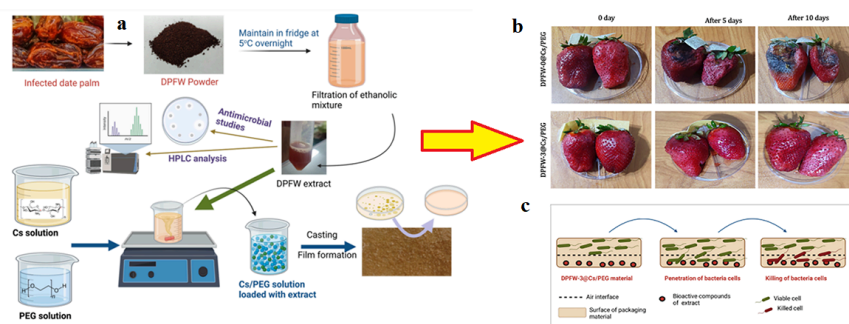 a
Infected date palm
DPFW Powder
Maintain in fridge at
5°C overnight
Filtration of ethanolic
mixture
Antimicrobial
studies
HPLC analysis
DPFW extract
Cs solution
PEG solution
Cs/PEG solution
loaded with extract
Casting
Film formation
b
0 day
After 5 days
After 10 days
DPFW-0@Cs/PEG
DPFW-3@Cs/PEG
c
DPFW-3@Cs/PEG material
Penetration of bacteria cells
Killing of bacteria cells
Air interface
Surface of packaging
material
Bioactive compounds
of extract
Viable cell
Killed cell